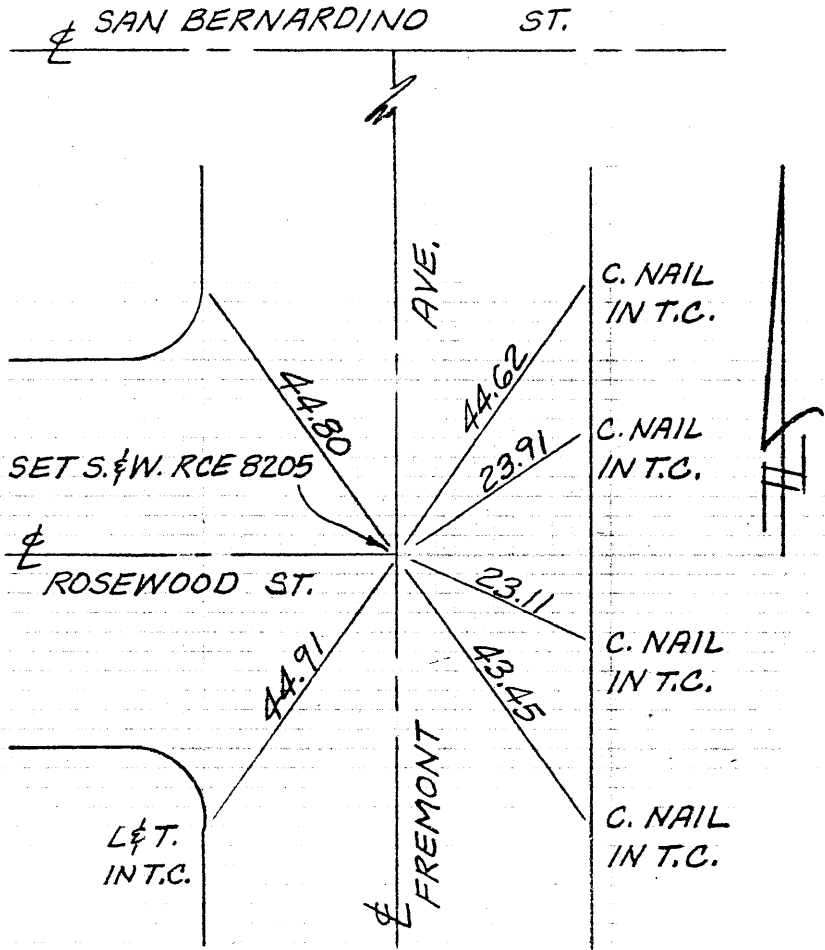 ℄ SAN BERNARDINO ST.
AVE.
C. NAIL
IN T.C.
44.80
44.62
C. NAIL
IN T.C.
23.91
SET S.&W. RCE 8205
℄
ROSEWOOD ST.
23.11
C. NAIL
IN T.C.
44.91
43.45
℄ FREMONT
L&T.
IN T.C.
C. NAIL
IN T.C.